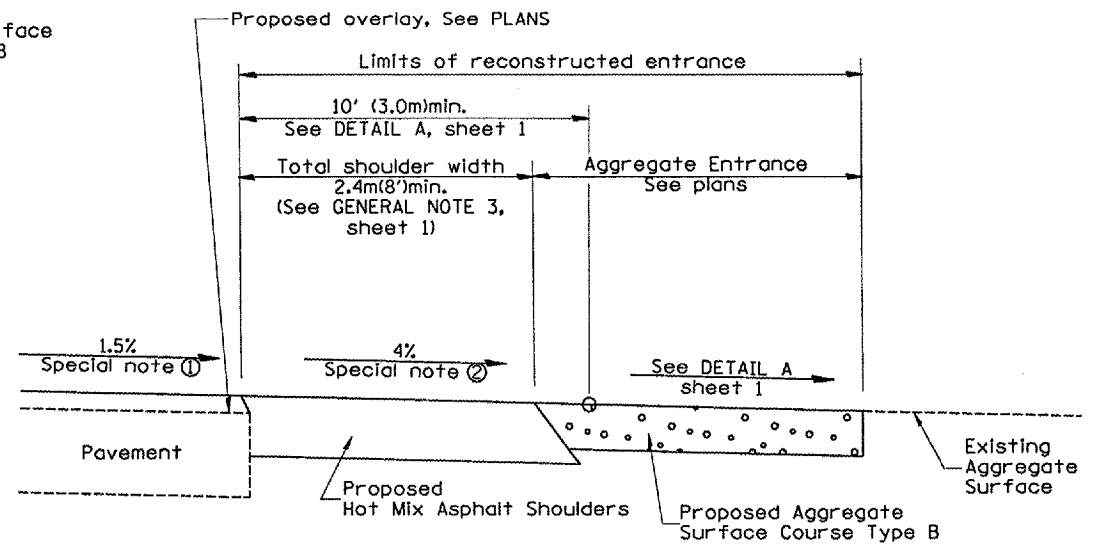 face
B
Proposed overlay, See PLANS
Limits of reconstructed entrance
10' (3.0m)min.
See DETAIL A, sheet 1
Total shoulder width
2.4m(8')min.
(See GENERAL NOTE 3,
sheet 1)
Aggregate Entrance
See plans
1.5%
Special note ①
4%
Special note ②
See DETAIL A
sheet 1
Pavement
Proposed
Hot Mix Asphalt Shoulders
Proposed Aggregate
Surface Course Type B
Existing
Aggregate
Surface